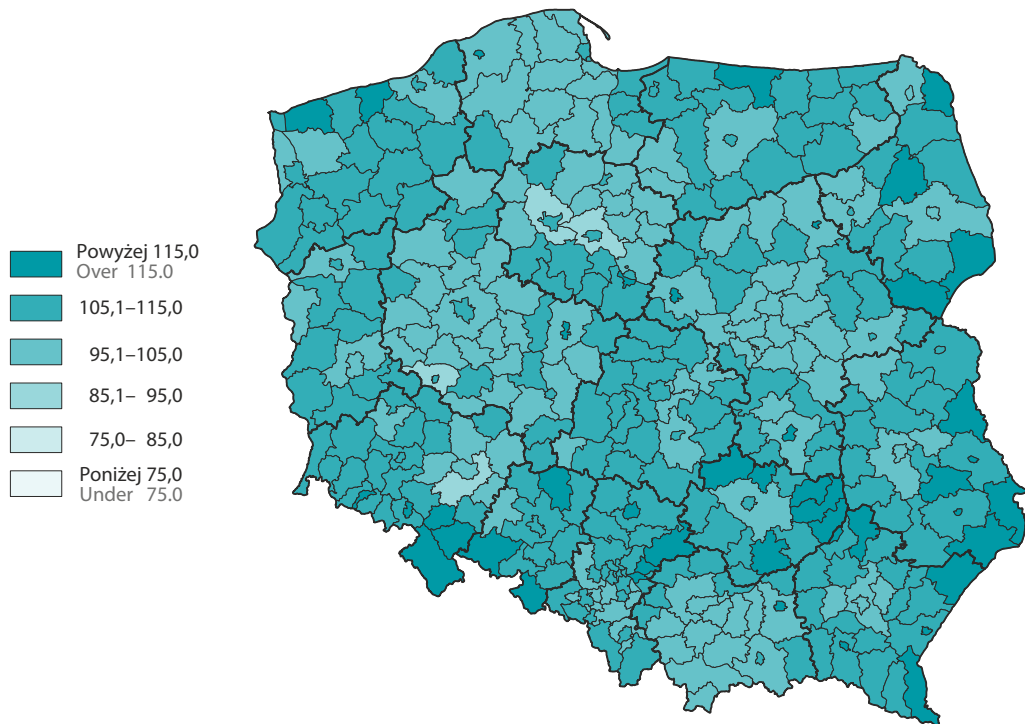 Powyżej 115,0
Over 115.0
105,1–115,0
95,1–105,0
85,1– 95,0
75,0– 85,0
Poniżej 75,0
Under 75.0